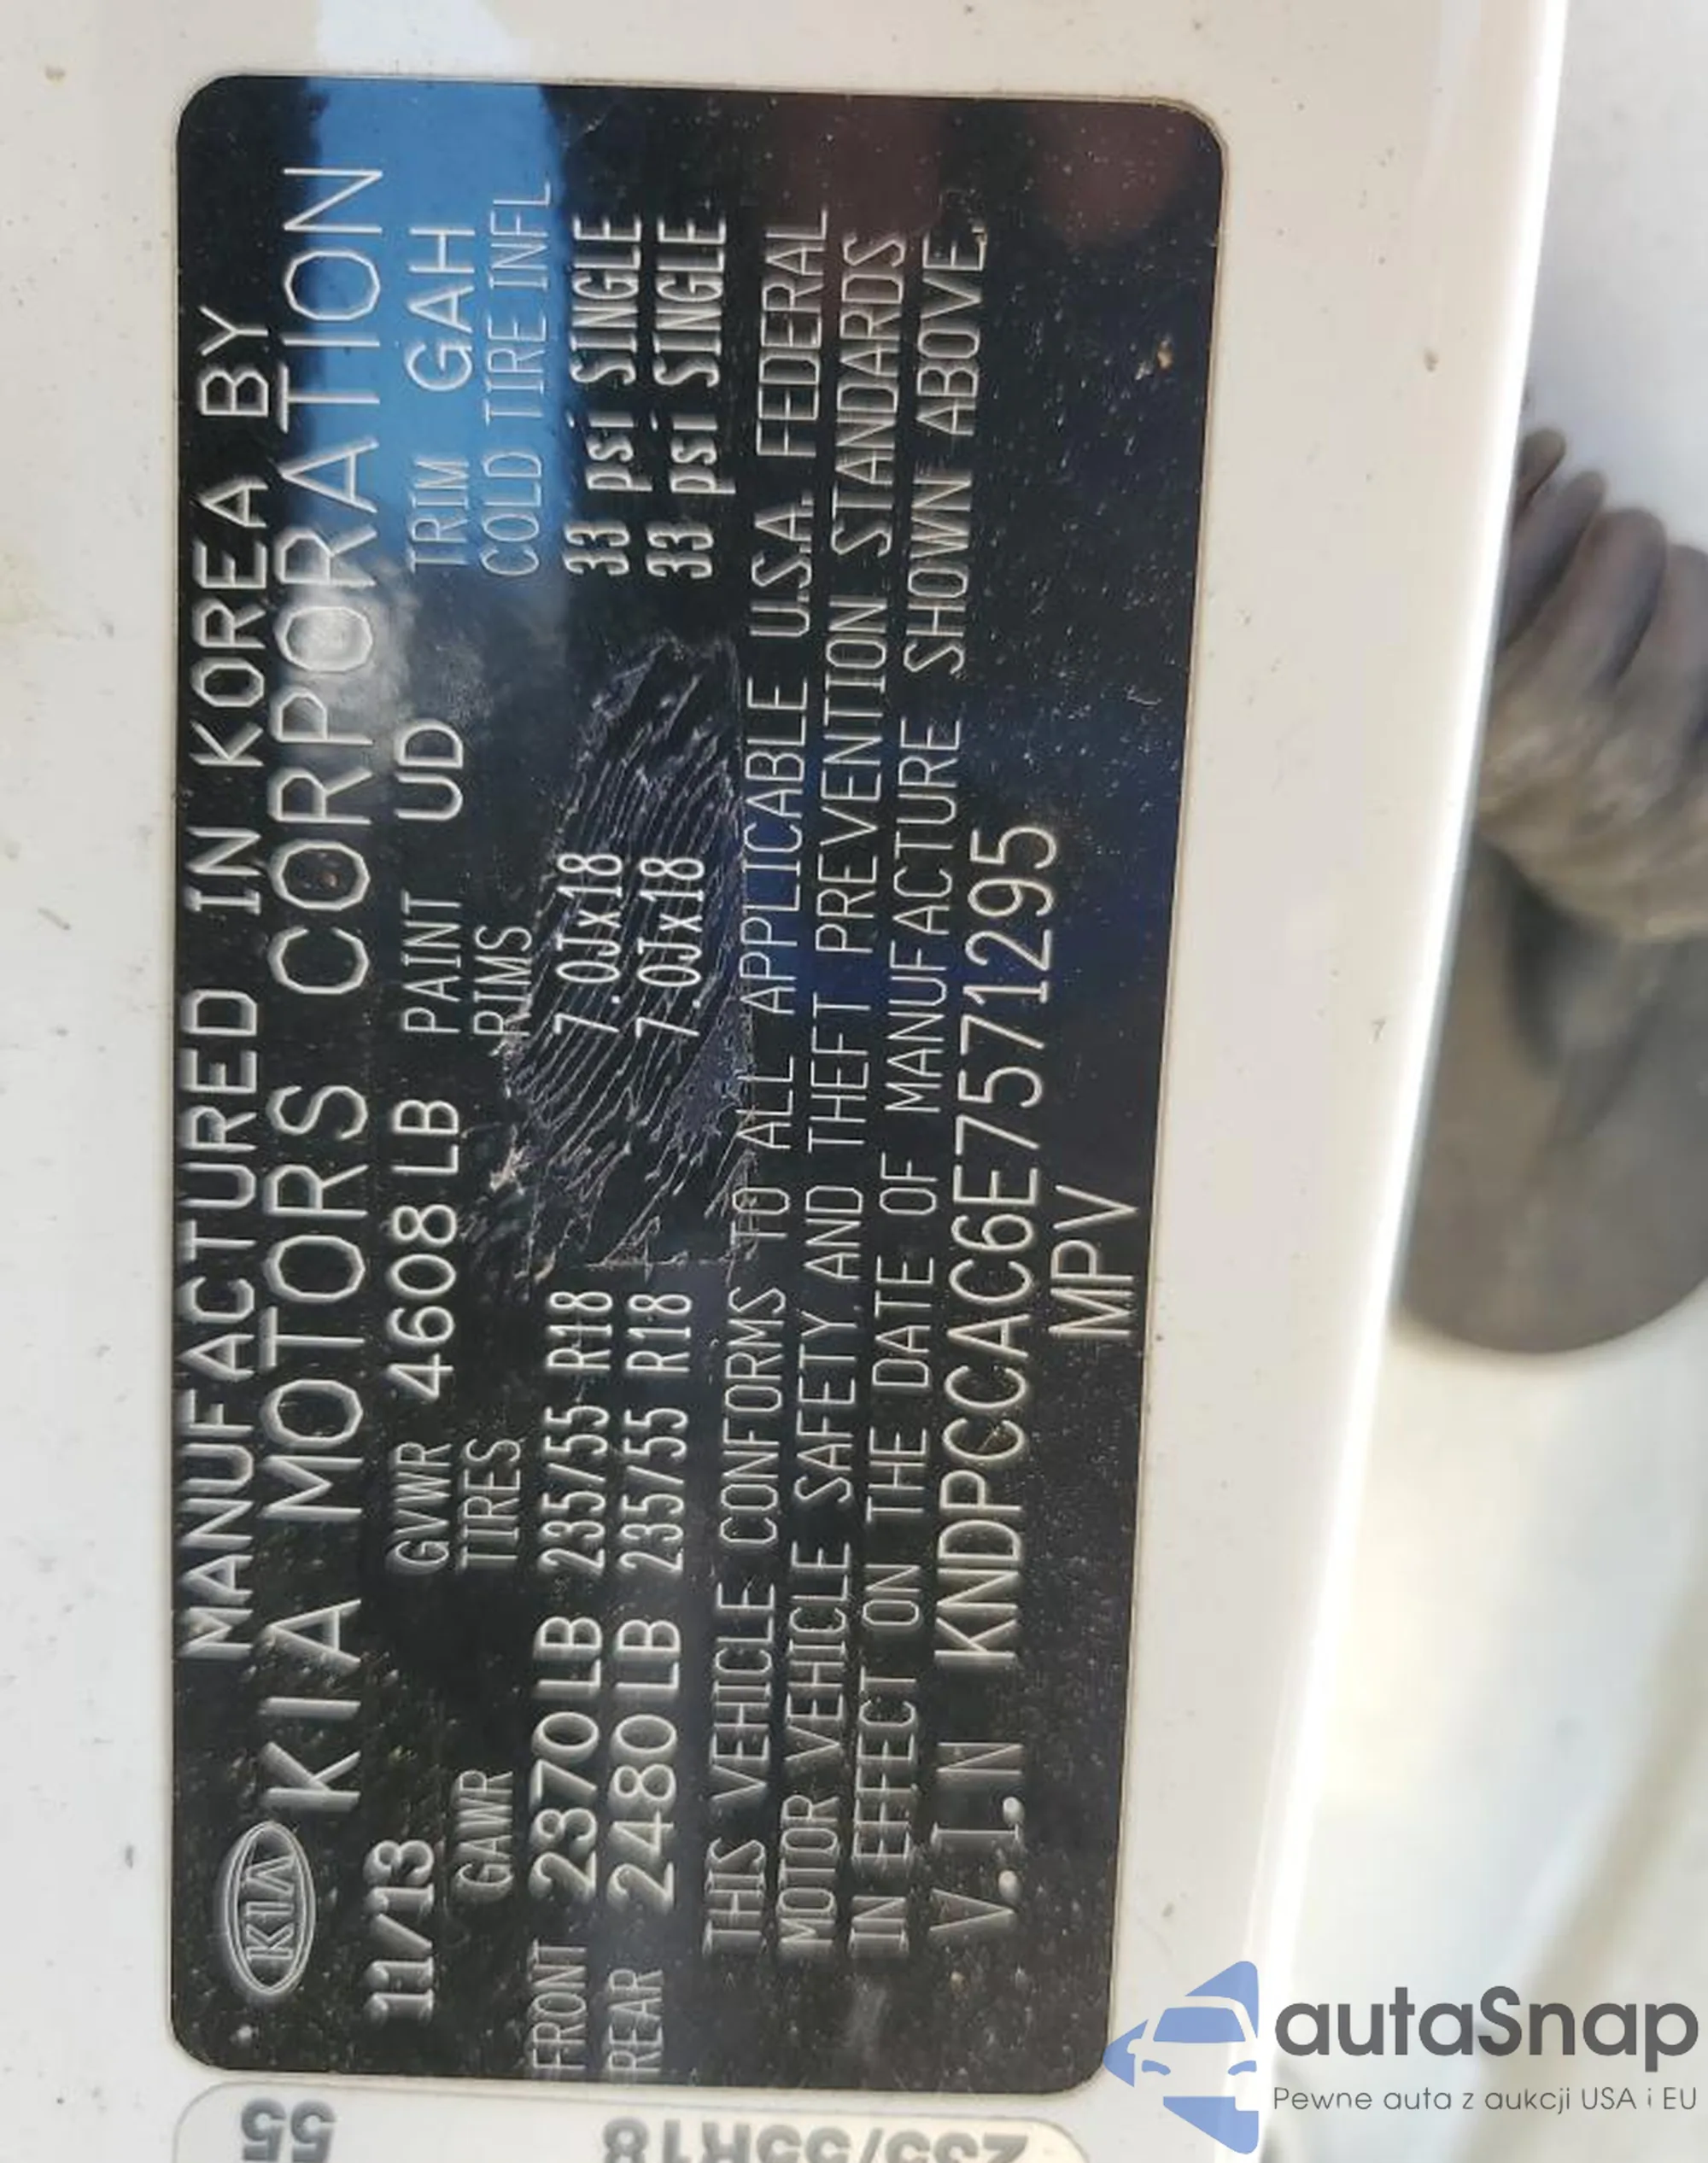 KIA
MANUFACTURED IN KOREA BY
KIA MOTORS CORPORATION
11/13 GVWR 4608 LB PAINT UD TRIM GAH
GAWR TIRES RIMS COLD TIRE INFL
FRONT 2370 LB 235/55 R18 7.0Jx18 33 psi SINGLE
REAR 2480 LB 235/55 R18 7.0Jx18 33 psi SINGLE
THIS VEHICLE CONFORMS TO ALL APPLICABLE U.S.A. FEDERAL
MOTOR VEHICLE SAFETY AND THEFT PREVENTION STANDARDS
IN EFFECT ON THE DATE OF MANUFACTURE SHOWN ABOVE.
V.I.N KNDPCCAC6E7571295
MPV
55
235/55R18
autaSnap
Pewne auta z aukcji USA i EU